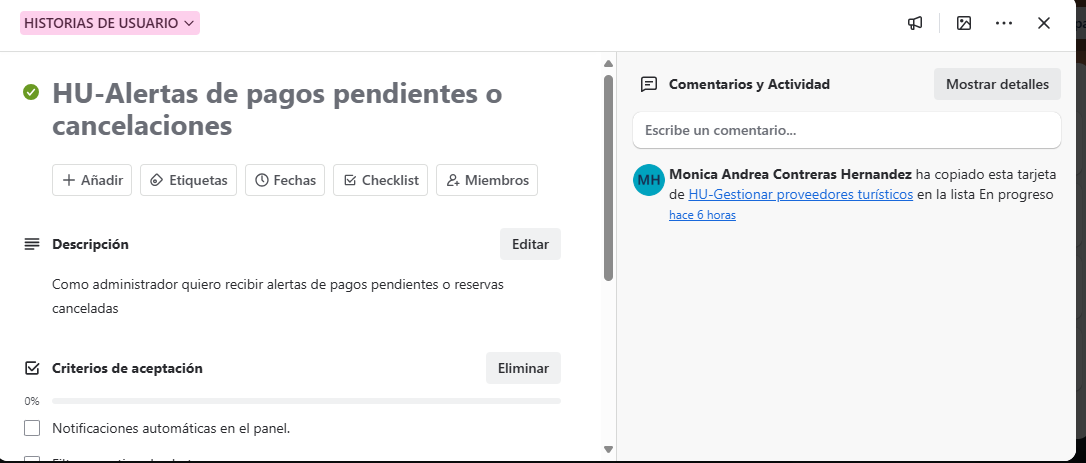 HISTORIAS DE USUARIO
HU-Alertas de pagos pendientes o
cancelaciones
Añadir
Etiquetas
Fechas
Checklist
Miembros
Descripción
Editar
Como administrador quiero recibir alertas de pagos pendientes o reservas
canceladas
Criterios de aceptación
Eliminar
0%
Notificaciones automáticas en el panel.
Comentarios y Actividad
Mostrar detalles
Escribe un comentario...
MH
Monica Andrea Contreras Hernandez ha copiado esta tarjeta
de HU-Gestionar proveedores turísticos en la lista En progreso
hace 6 horas